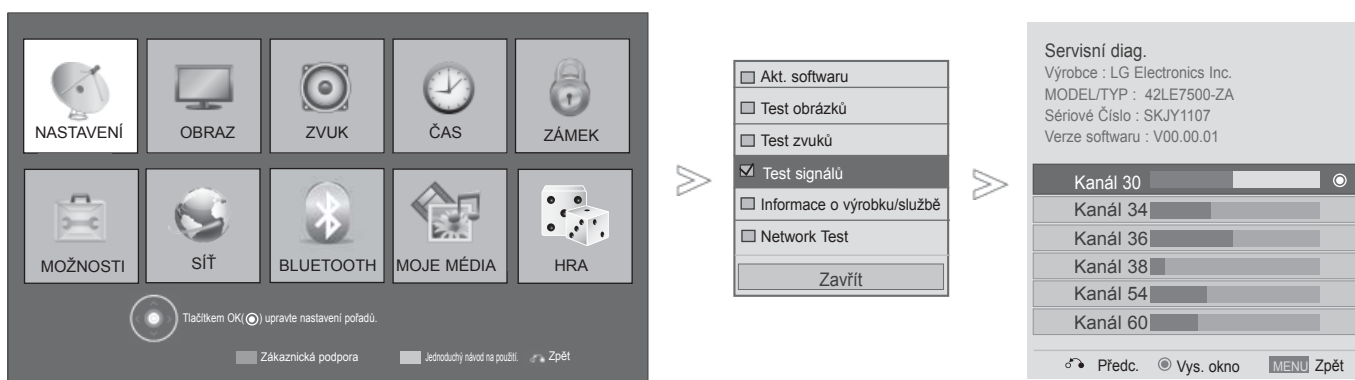 NASTAVENÍ
OBRAZ
ZVUK
ČAS
ZÁMEK
MOŽNOSTI
SÍŤ
BLUETOOTH
MOJE MÉDIA
HRA
Tlačítkem OK(◉) upravte nastavení pořadů.
Zákaznická podpora
Jednoduchý návod na použití.
Zpět
Akt. softwaru
Test obrázků
Test zvuků
Test signálů
Informace o výrobku/službě
Network Test
Zavřít
Servisní diag.
Výrobce : LG Electronics Inc.
MODEL/TYP : 42LE7500-ZA
Sériové Číslo : SKJY1107
Verze softwaru : V00.00.01
Kanál 30
Kanál 34
Kanál 36
Kanál 38
Kanál 54
Kanál 60
Předc.
Vys. okno
MENU Zpět